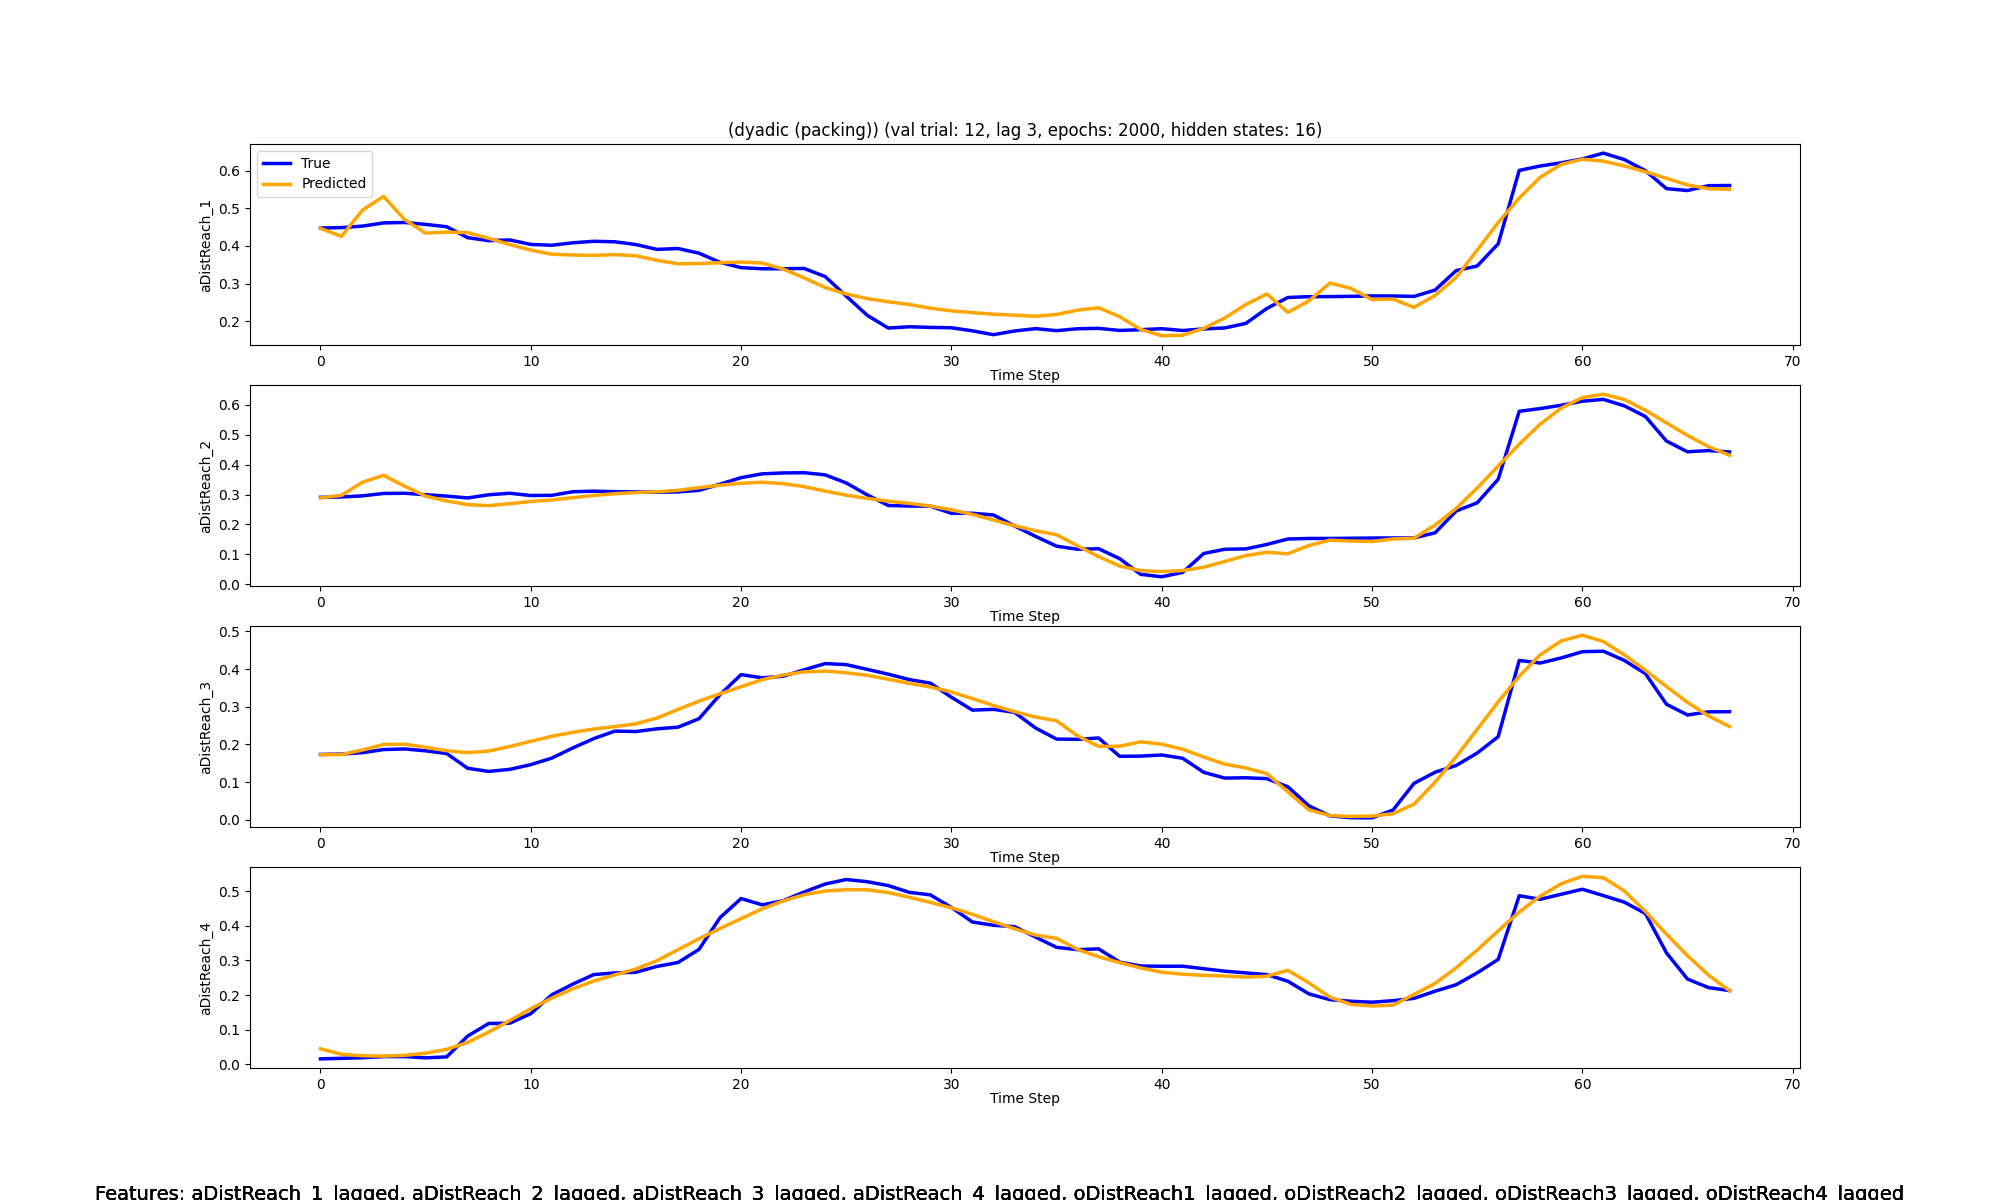 (dyadic (packing)) (val trial: 12, lag 3, epochs: 2000, hidden states: 16)
True
Predicted
aDistReach_1
0.6
0.5
0.4
0.3
0.2
0 10 20 30 40 50 60 70
Time Step
aDistReach_2
0.6
0.5
0.4
0.3
0.2
0.1
0.0
0 10 20 30 40 50 60 70
Time Step
aDistReach_3
0.5
0.4
0.3
0.2
0.1
0.0
0 10 20 30 40 50 60 70
Time Step
aDistReach_4
0.5
0.4
0.3
0.2
0.1
0.0
0 10 20 30 40 50 60 70
Time Step
Features: aDistReach_1_lagged, aDistReach_2_lagged, aDistReach_3_lagged, aDistReach_4_lagged, oDistReach1_lagged, oDistReach2_lagged, oDistReach3_lagged, oDistReach4_lagged